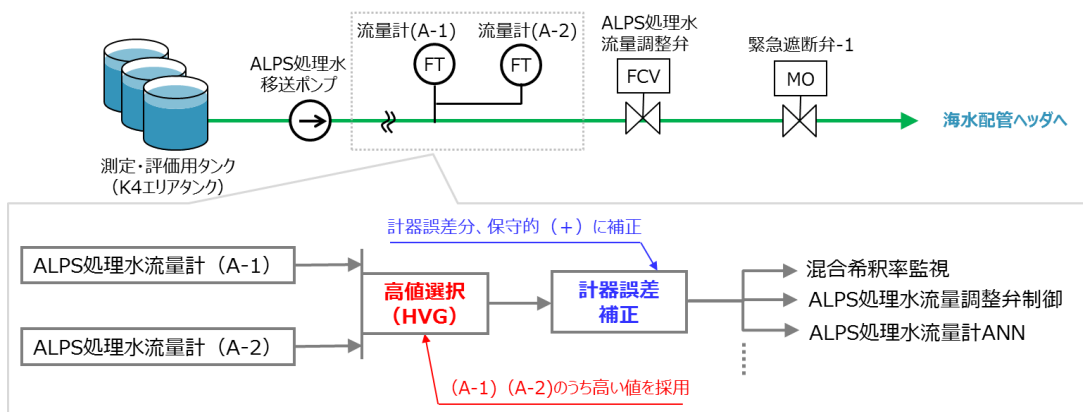 流量計(A-1)
流量計(A-2)
ALPS処理水
流量調整弁
緊急遮断弁-1
ALPS処理水
移送ポンプ
FT
FT
FCV
MO
海水配管ヘッダへ
測定・評価用タンク
(K4エリアタンク)
計器誤差分、保守的(+)に補正
ALPS処理水流量計(A-1)
高値選択
(HVG)
計器誤差
補正
混合希釈率監視
ALPS処理水流量調整弁制御
ALPS処理水流量計ANN
ALPS処理水流量計(A-2)
(A-1)(A-2)のうち高い値を採用